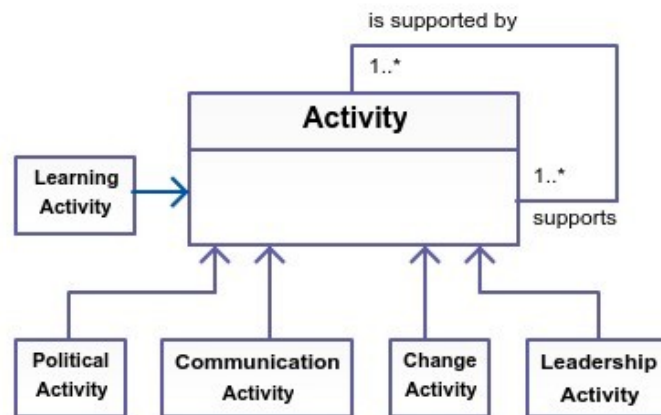 is supported by
1..*
Activity
Learning
Activity
1..*
supports
Political
Activity
Communication
Activity
Change
Activity
Leadership
Activity